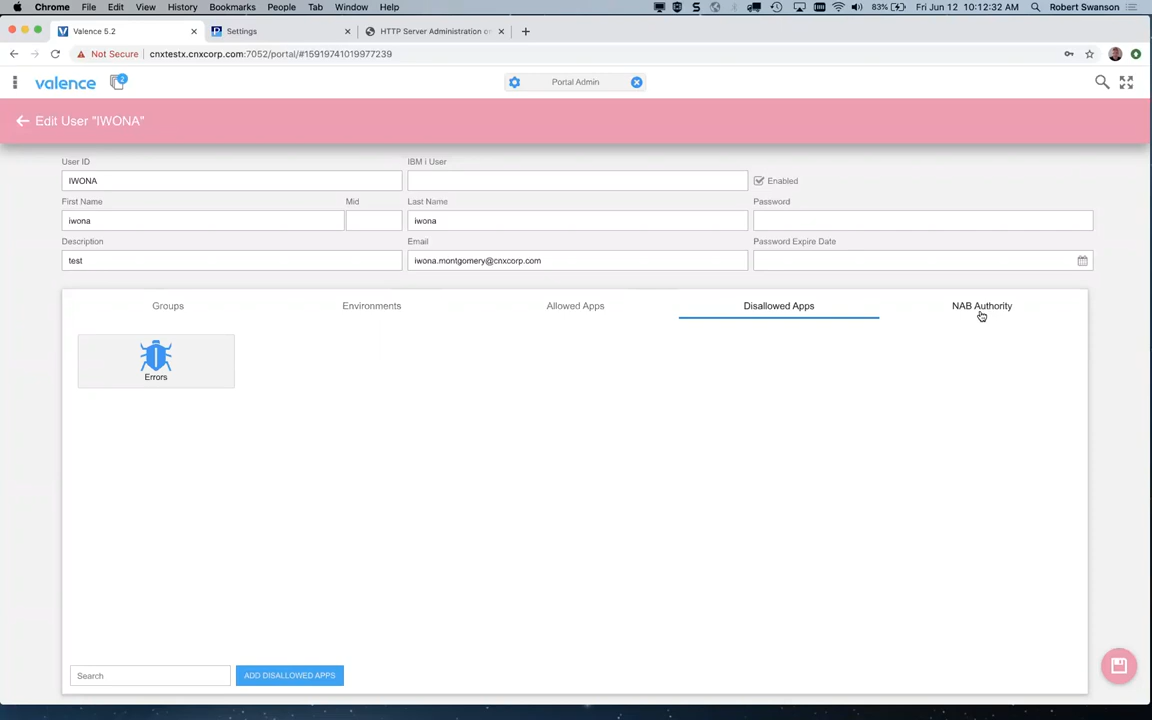 Chrome File Edit View History Bookmarks People Tab Window Help 83% Fri Jun 12 10:12:32 AM Robert Swanson
Valence 5.2 Settings HTTP Server Administration o
Not Secure cnxtestx.cnxcorp.com:7052/portal/#15919741019977239
valence 2 Portal Admin
Edit User "IWONA"
User ID IBM i User
IWONA Enabled
First Name Mid Last Name Password
iwona iwona
Description Email Password Expire Date
test iwona.montgomery@cnxcorp.com
Groups Environments Allowed Apps Disallowed Apps NAB Authority
Errors
Search ADD DISALLOWED APPS